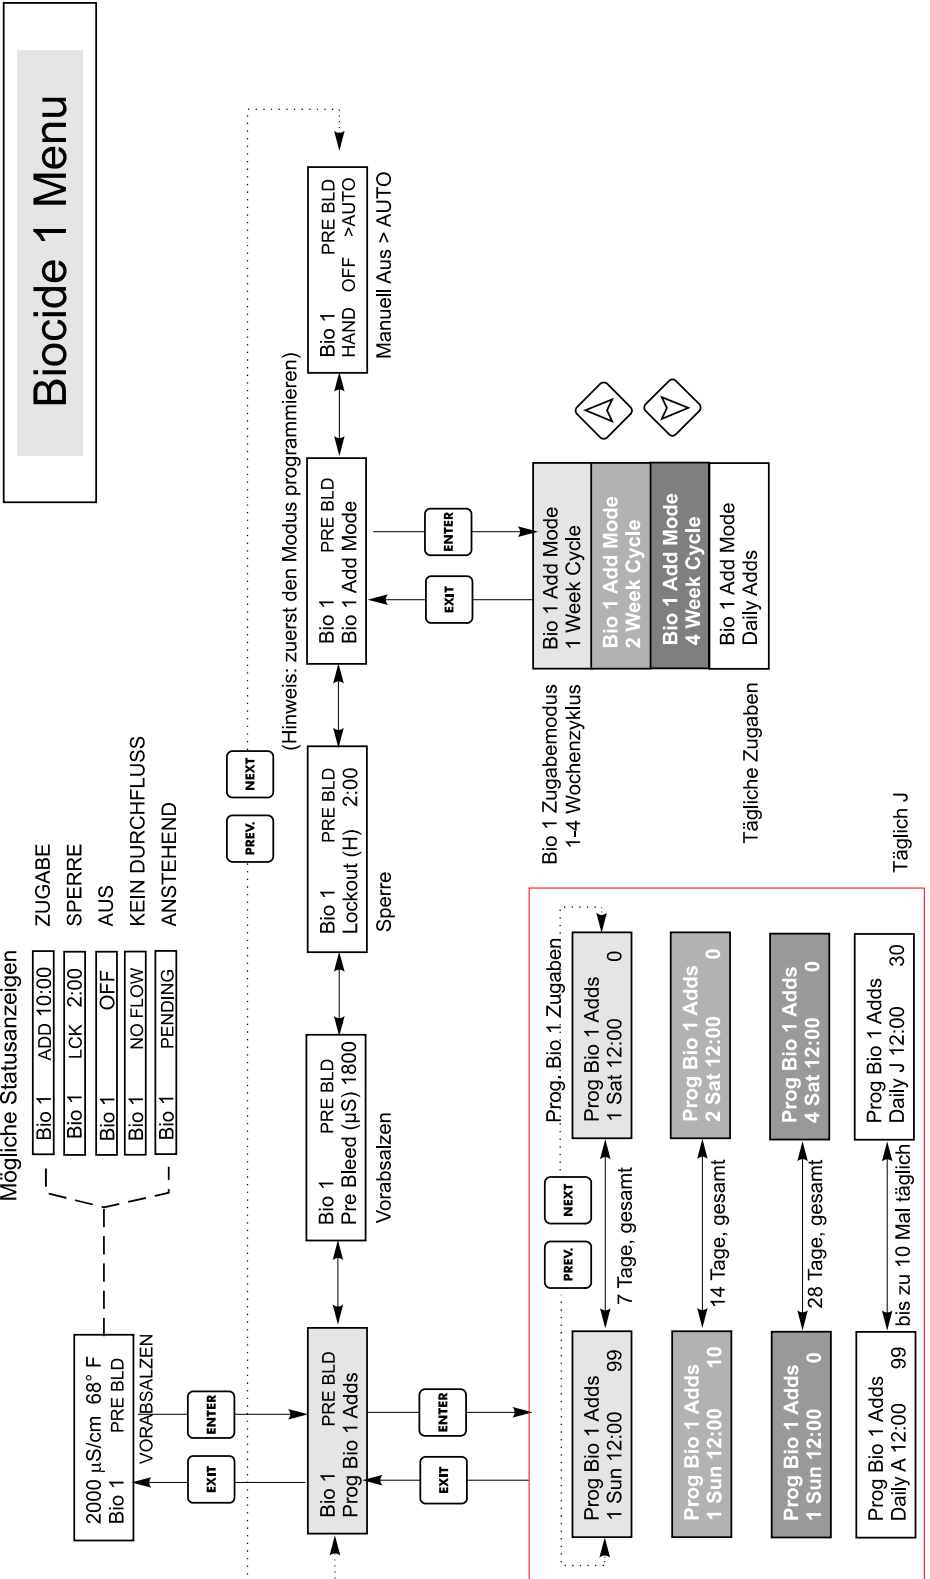 Biocide 1 Menu
Mögliche Statusanzeigen
Bio 1 ADD 10:00 ZUGABE
Bio 1 LCK 2:00 SPERRE
Bio 1 OFF AUS
Bio 1 NO FLOW KEIN DURCHFLUSS
Bio 1 PENDING ANSTEHEND
2000 µS/cm 68° F
Bio 1 PRE BLD
VORABSALZEN
EXIT
ENTER
PREV.
NEXT
(Hinweis: zuerst den Modus programmieren)
Bio 1 PRE BLD
Prog Bio 1 Adds
Bio 1 PRE BLD
Pre Bleed (µS) 1800
Vorabsalzen
Bio 1 PRE BLD
Lockout (H) 2:00
Sperre
Bio 1 PRE BLD
Bio 1 Add Mode
Bio 1 PRE BLD
HAND OFF >AUTO
Manuell Aus > AUTO
EXIT
ENTER
EXIT
ENTER
Bio 1 Zugabemodus
1-4 Wochenzyklus
Bio 1 Add Mode
1 Week Cycle
Bio 1 Add Mode
2 Week Cycle
Bio 1 Add Mode
4 Week Cycle
Bio 1 Add Mode
Daily Adds
Tägliche Zugaben
Täglich J
Prog. Bio 1 Zugaben
PREV.
NEXT
Prog Bio 1 Adds
1 Sun 12:00 99
7 Tage, gesamt
Prog Bio 1 Adds
1 Sat 12:00 0
Prog Bio 1 Adds
1 Sun 12:00 10
14 Tage, gesamt
Prog Bio 1 Adds
2 Sat 12:00 0
Prog Bio 1 Adds
1 Sun 12:00 0
28 Tage, gesamt
Prog Bio 1 Adds
4 Sat 12:00 0
Prog Bio 1 Adds
Daily A 12:00 99
bis zu 10 Mal täglich
Prog Bio 1 Adds
Daily J 12:00 30